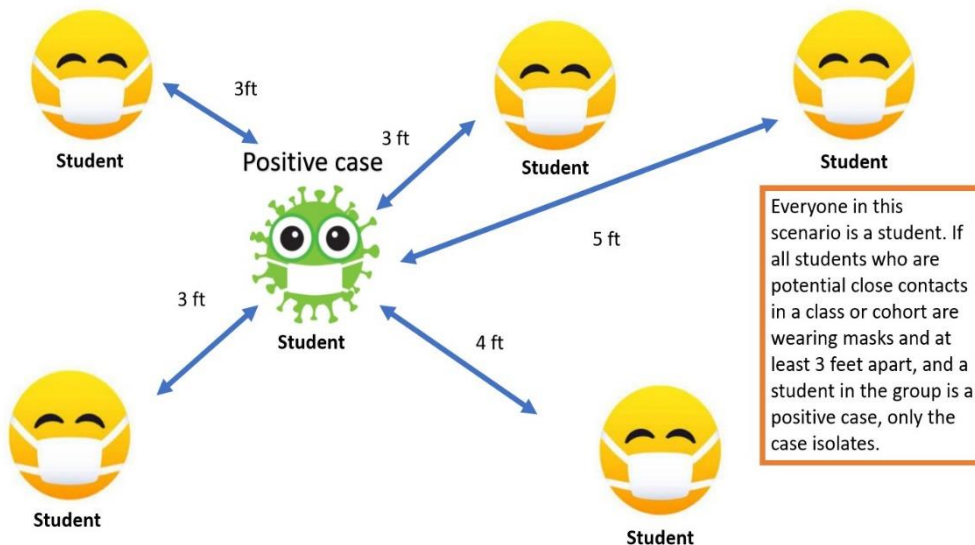 3ft
Student
3 ft
Student
Student
Positive case
Student
5 ft
3 ft
4 ft
Student
Student
Everyone in this
scenario is a student. If
all students who are
potential close contacts
in a class or cohort are
wearing masks and at
least 3 feet apart, and a
student in the group is a
positive case, only the
case isolates.